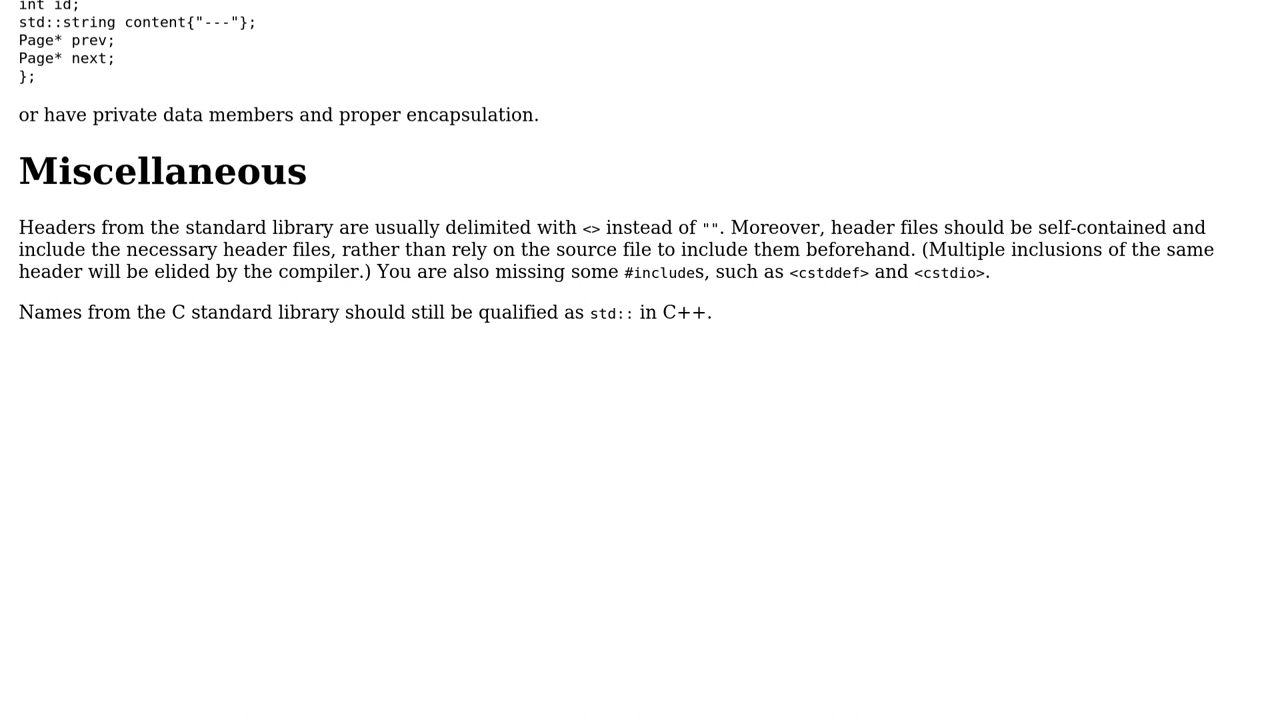 int id;
std::string content{"---"};
Page* prev;
Page* next;
};
or have private data members and proper encapsulation.
Miscellaneous
Headers from the standard library are usually delimited with <> instead of "". Moreover, header files should be self-contained and
include the necessary header files, rather than rely on the source file to include them beforehand. (Multiple inclusions of the same
header will be elided by the compiler.) You are also missing some #includes, such as <cstddef> and <cstdio>.
Names from the C standard library should still be qualified as std:: in C++.